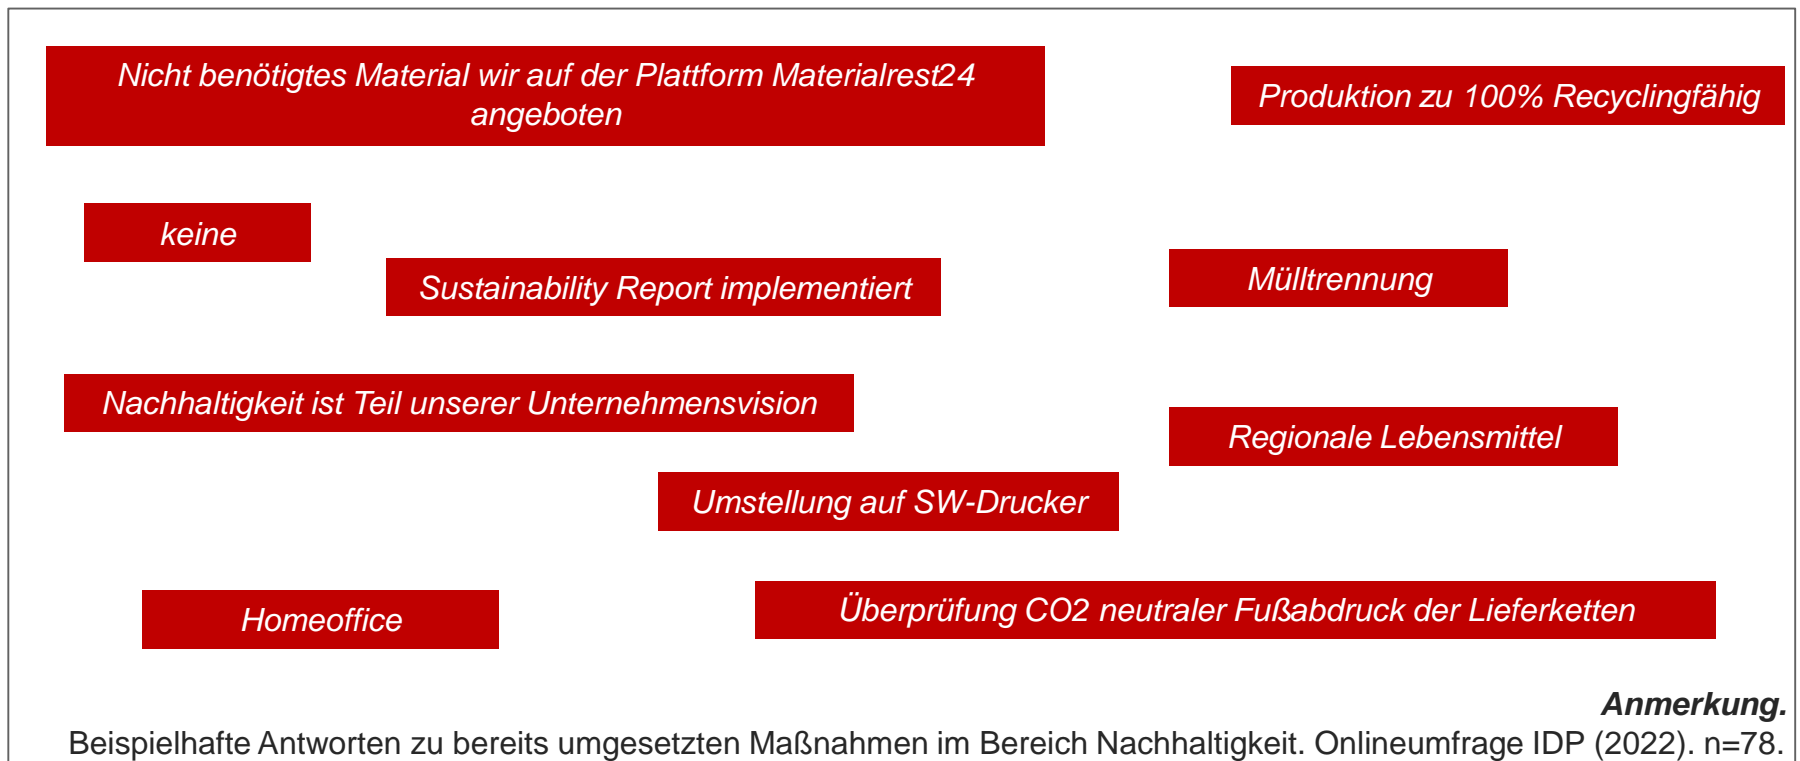 Nicht benötigtes Material wir auf der Plattform Materialrest24
angeboten
Produktion zu 100% Recyclingfähig
keine
Sustainability Report implementiert
Mülltrennung
Nachhaltigkeit ist Teil unserer Unternehmensvision
Regionale Lebensmittel
Umstellung auf SW-Drucker
Homeoffice
Überprüfung CO2 neutraler Fußabdruck der Lieferketten
Anmerkung.
Beispielhafte Antworten zu bereits umgesetzten Maßnahmen im Bereich Nachhaltigkeit. Onlineumfrage IDP (2022). n=78.